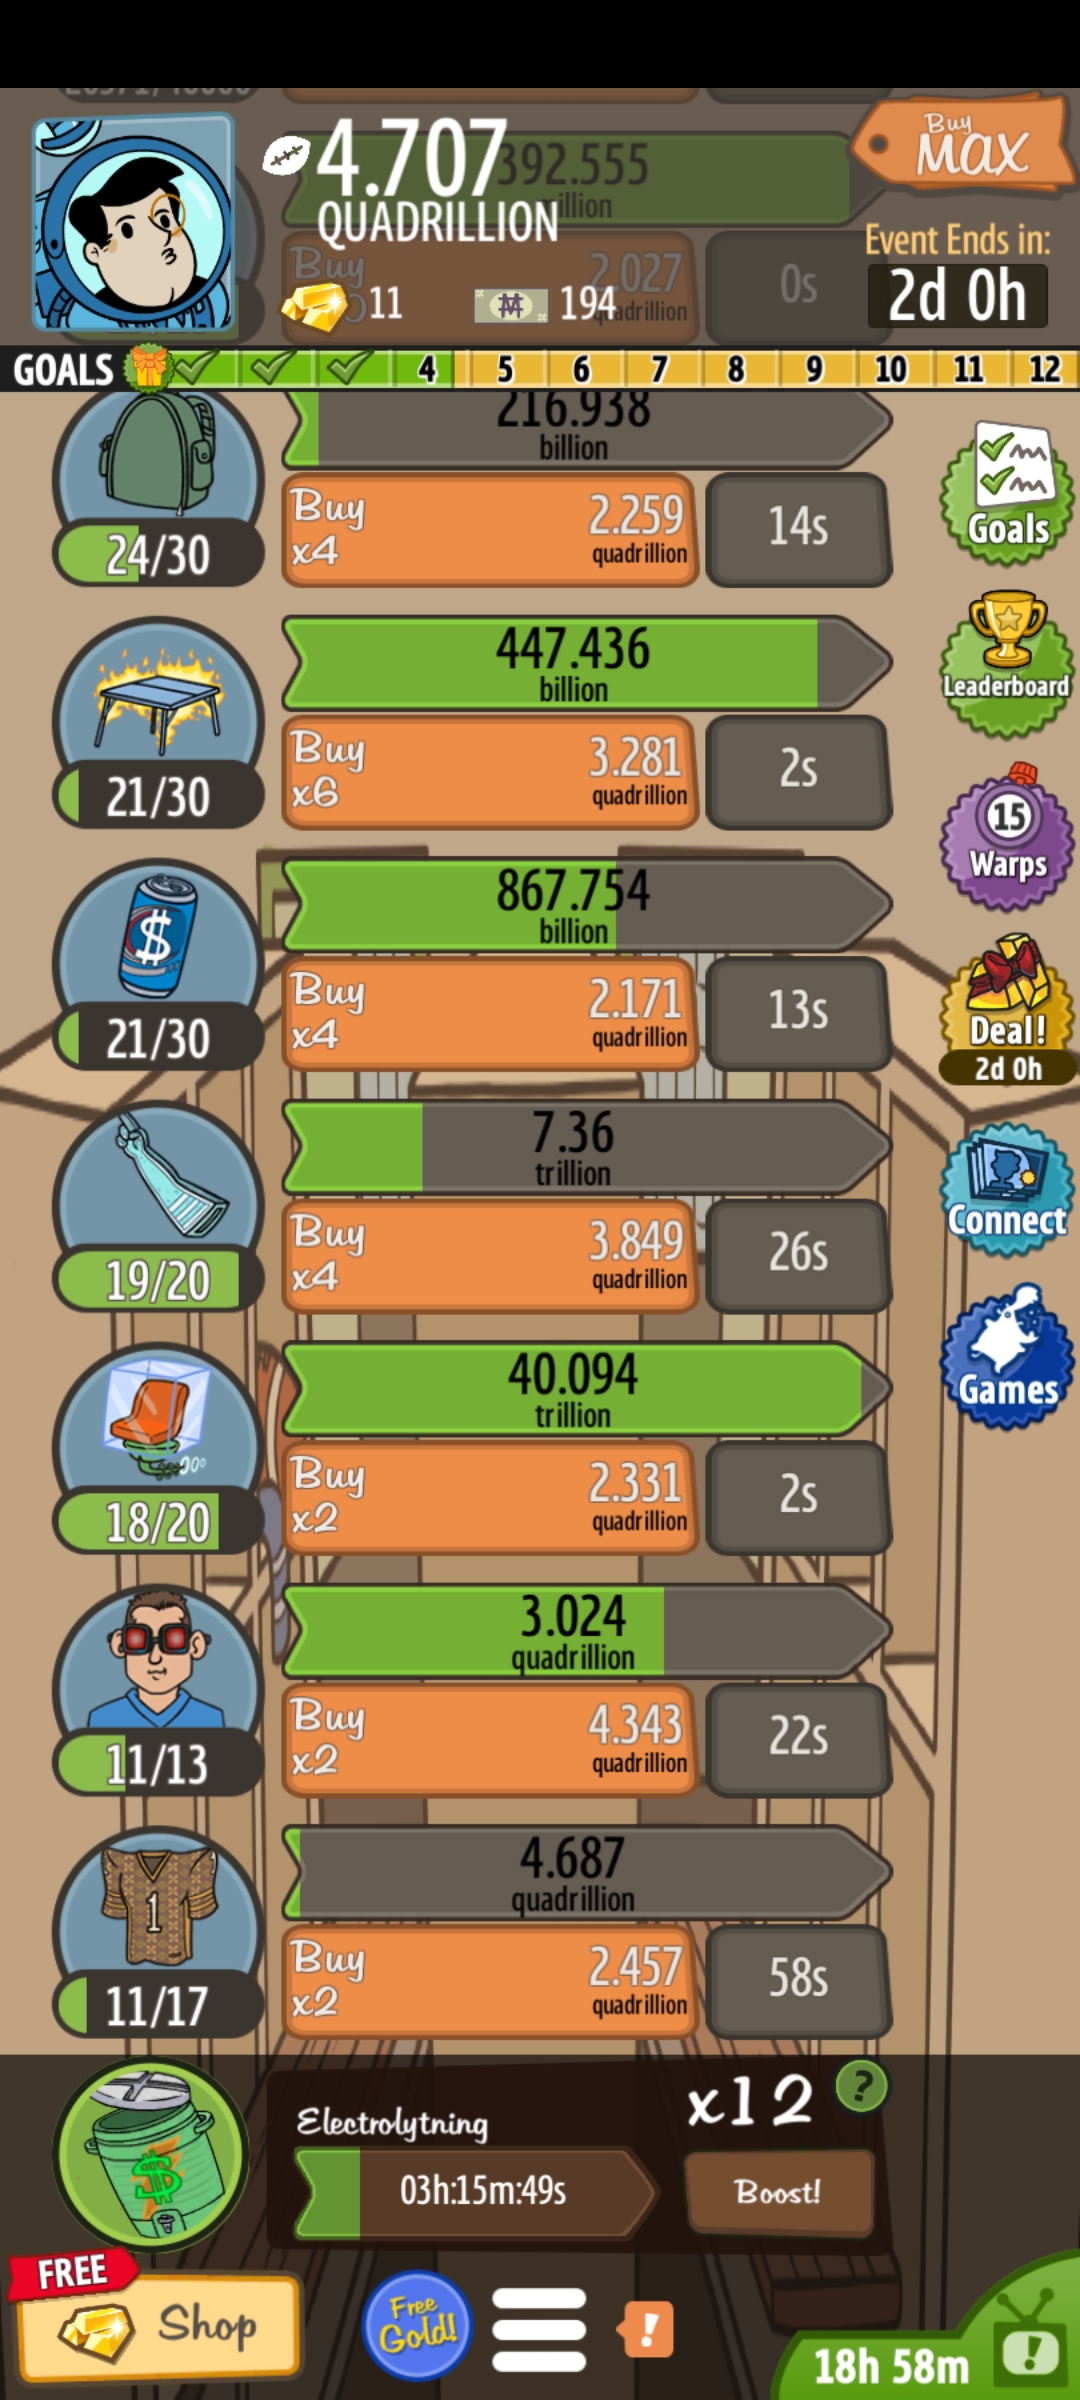 4.707
QUADRILLION
392.555
Buy
MAX
Event Ends in:
2d 0h
11
194
Buy
2.027
0s
GOALS 4 5 6 7 8 9 10 11 12
216.938
billion
24/30
Buy
x4
2.259
quadrillion
14s
Goals
447.436
billion
21/30
Buy
x6
3.281
quadrillion
2s
Leaderboard
867.754
billion
21/30
Buy
x4
2.171
quadrillion
13s
15
Warps
Deal!
2d 0h
7.36
trillion
19/20
Buy
x4
3.849
quadrillion
26s
Connect
40.094
trillion
18/20
Buy
x2
2.331
quadrillion
2s
Games
3.024
quadrillion
11/13
Buy
x2
4.343
quadrillion
22s
1
4.687
quadrillion
11/17
Buy
x2
2.457
quadrillion
58s
Electrolytning
03h:15m:49s
x12
?
Boost!
FREE
Shop
Free
Gold!
!
18h 58m
!